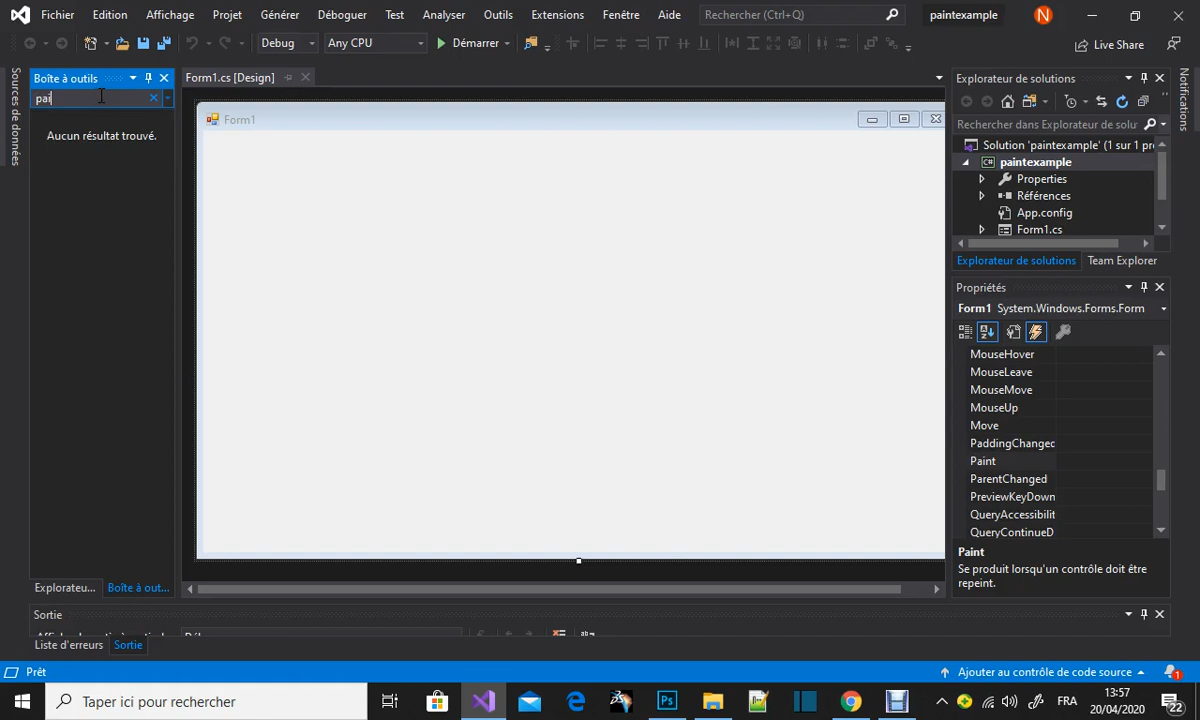 Fichier Edition Affichage Projet Générer Déboguer Test Analyser Outils Extensions Fenêtre Aide Rechercher (Ctrl+Q) paintexample N
Debug Any CPU Démarrer Live Share
Sources de données
Boîte à outils
pai
Aucun résultat trouvé.
Explorateu... Boîte à out...
Form1.cs [Design]
Form1
Explorateur de solutions
Rechercher dans Explorateur de solu
Solution 'paintexample' (1 sur 1 pr
paintexample
Properties
Références
App.config
Form1.cs
Explorateur de solutions Team Explorer
Notifications
Propriétés
Form1 System.Windows.Forms.Form
MouseHover
MouseLeave
MouseMove
MouseUp
Move
PaddingChanged
Paint
ParentChanged
PreviewKeyDown
QueryAccessibilit
QueryContinueD
Paint
Se produit lorsqu'un contrôle doit être
repeint.
Sortie
Liste d'erreurs Sortie
Prêt Ajouter au contrôle de code source 1
Taper ici pour rechercher Ps FRA 13:57
20/04/2020 22